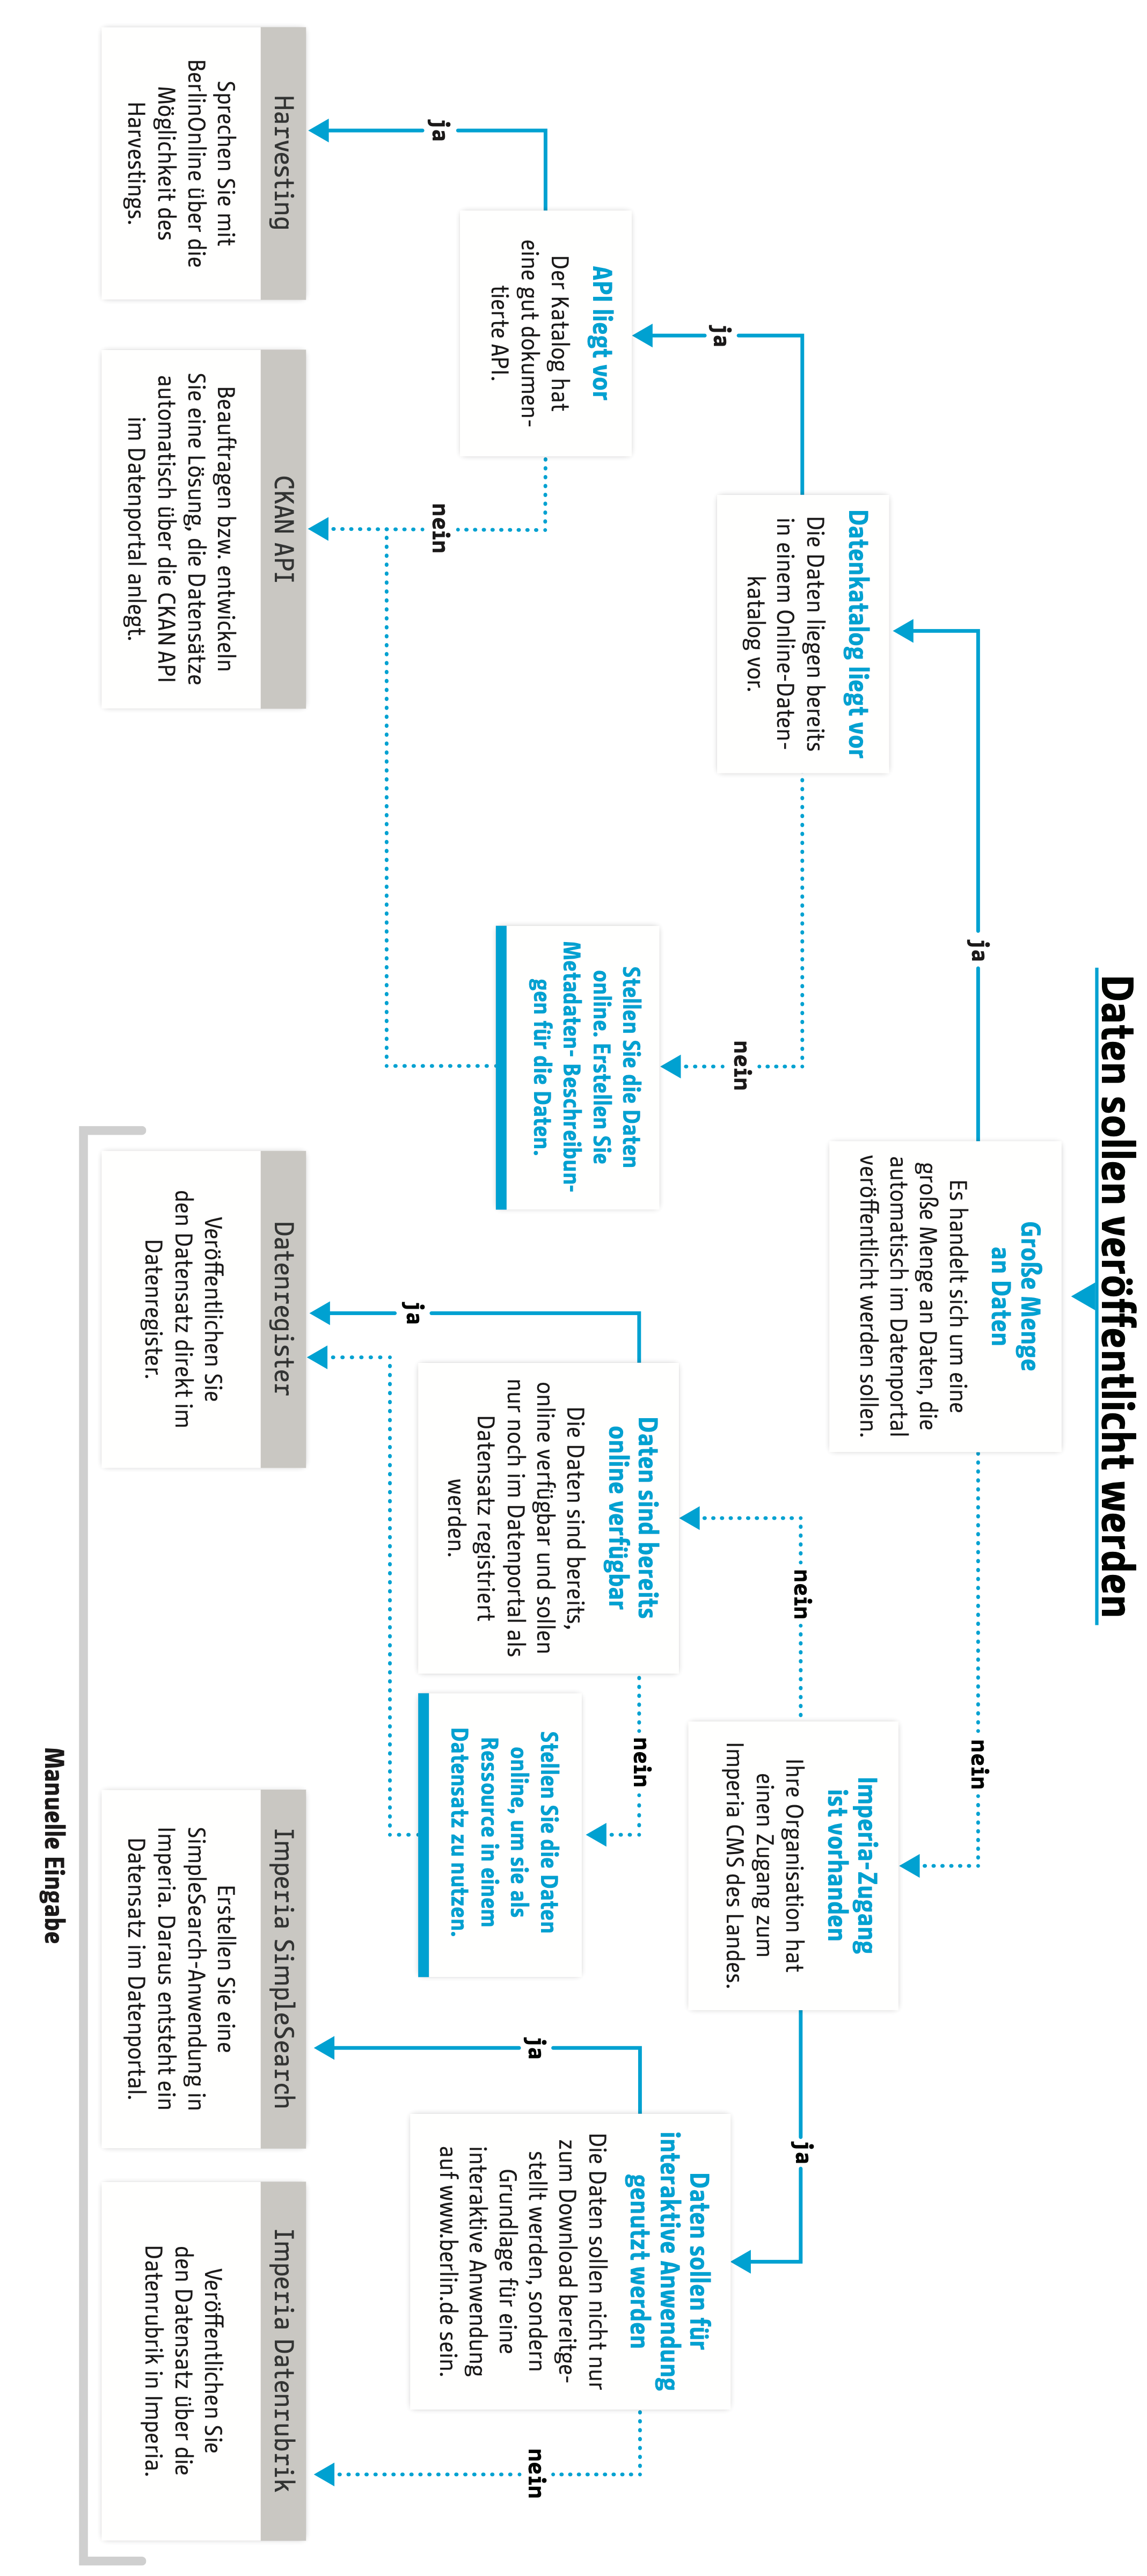 Daten sollen veröffentlicht werden
Große Menge
an Daten
Es handelt sich um eine
große Menge an Daten, die
automatisch im Datenportal
veröffentlicht werden sollen.
ja
nein
Datenkatalog liegt vor
Die Daten liegen bereits
in einem Online-Daten-
katalog vor.
ja
nein
Imperia-Zugang
ist vorhanden
Ihre Organisation hat
einen Zugang zum
Imperia CMS des Landes.
nein
ja
API liegt vor
Der Katalog hat
eine gut dokumen-
tierte API.
ja
nein
Stellen Sie die Daten
online. Erstellen Sie
Metadaten- Beschreibun-
gen für die Daten.
Daten sind bereits
online verfügbar
Die Daten sind bereits,
online verfügbar und sollen
nur noch im Datenportal als
Datensatz registriert
werden.
ja
nein
Stellen Sie die Daten
online, um sie als
Ressource in einem
Datensatz zu nutzen.
Daten sollen für
interaktive Anwendung
genutzt werden
Die Daten sollen nicht nur
zum Download bereitge-
stellt werden, sondern
Grundlage für eine
interaktive Anwendung
auf www.berlin.de sein.
ja
nein
Harvesting
Sprechen Sie mit
BerlinOnline über die
Möglichkeit des
Harvestings.
CKAN API
Beauftragen bzw. entwickeln
Sie eine Lösung, die Datensätze
automatisch über die CKAN API
im Datenportal anlegt.
Datenregister
Veröffentlichen Sie
den Datensatz direkt im
Datenregister.
Imperia SimpleSearch
Erstellen Sie eine
SimpleSearch-Anwendung in
Imperia. Daraus entsteht ein
Datensatz im Datenportal.
Imperia Datenrubrik
Veröffentlichen Sie
den Datensatz über die
Datenrubrik in Imperia.
Manuelle Eingabe